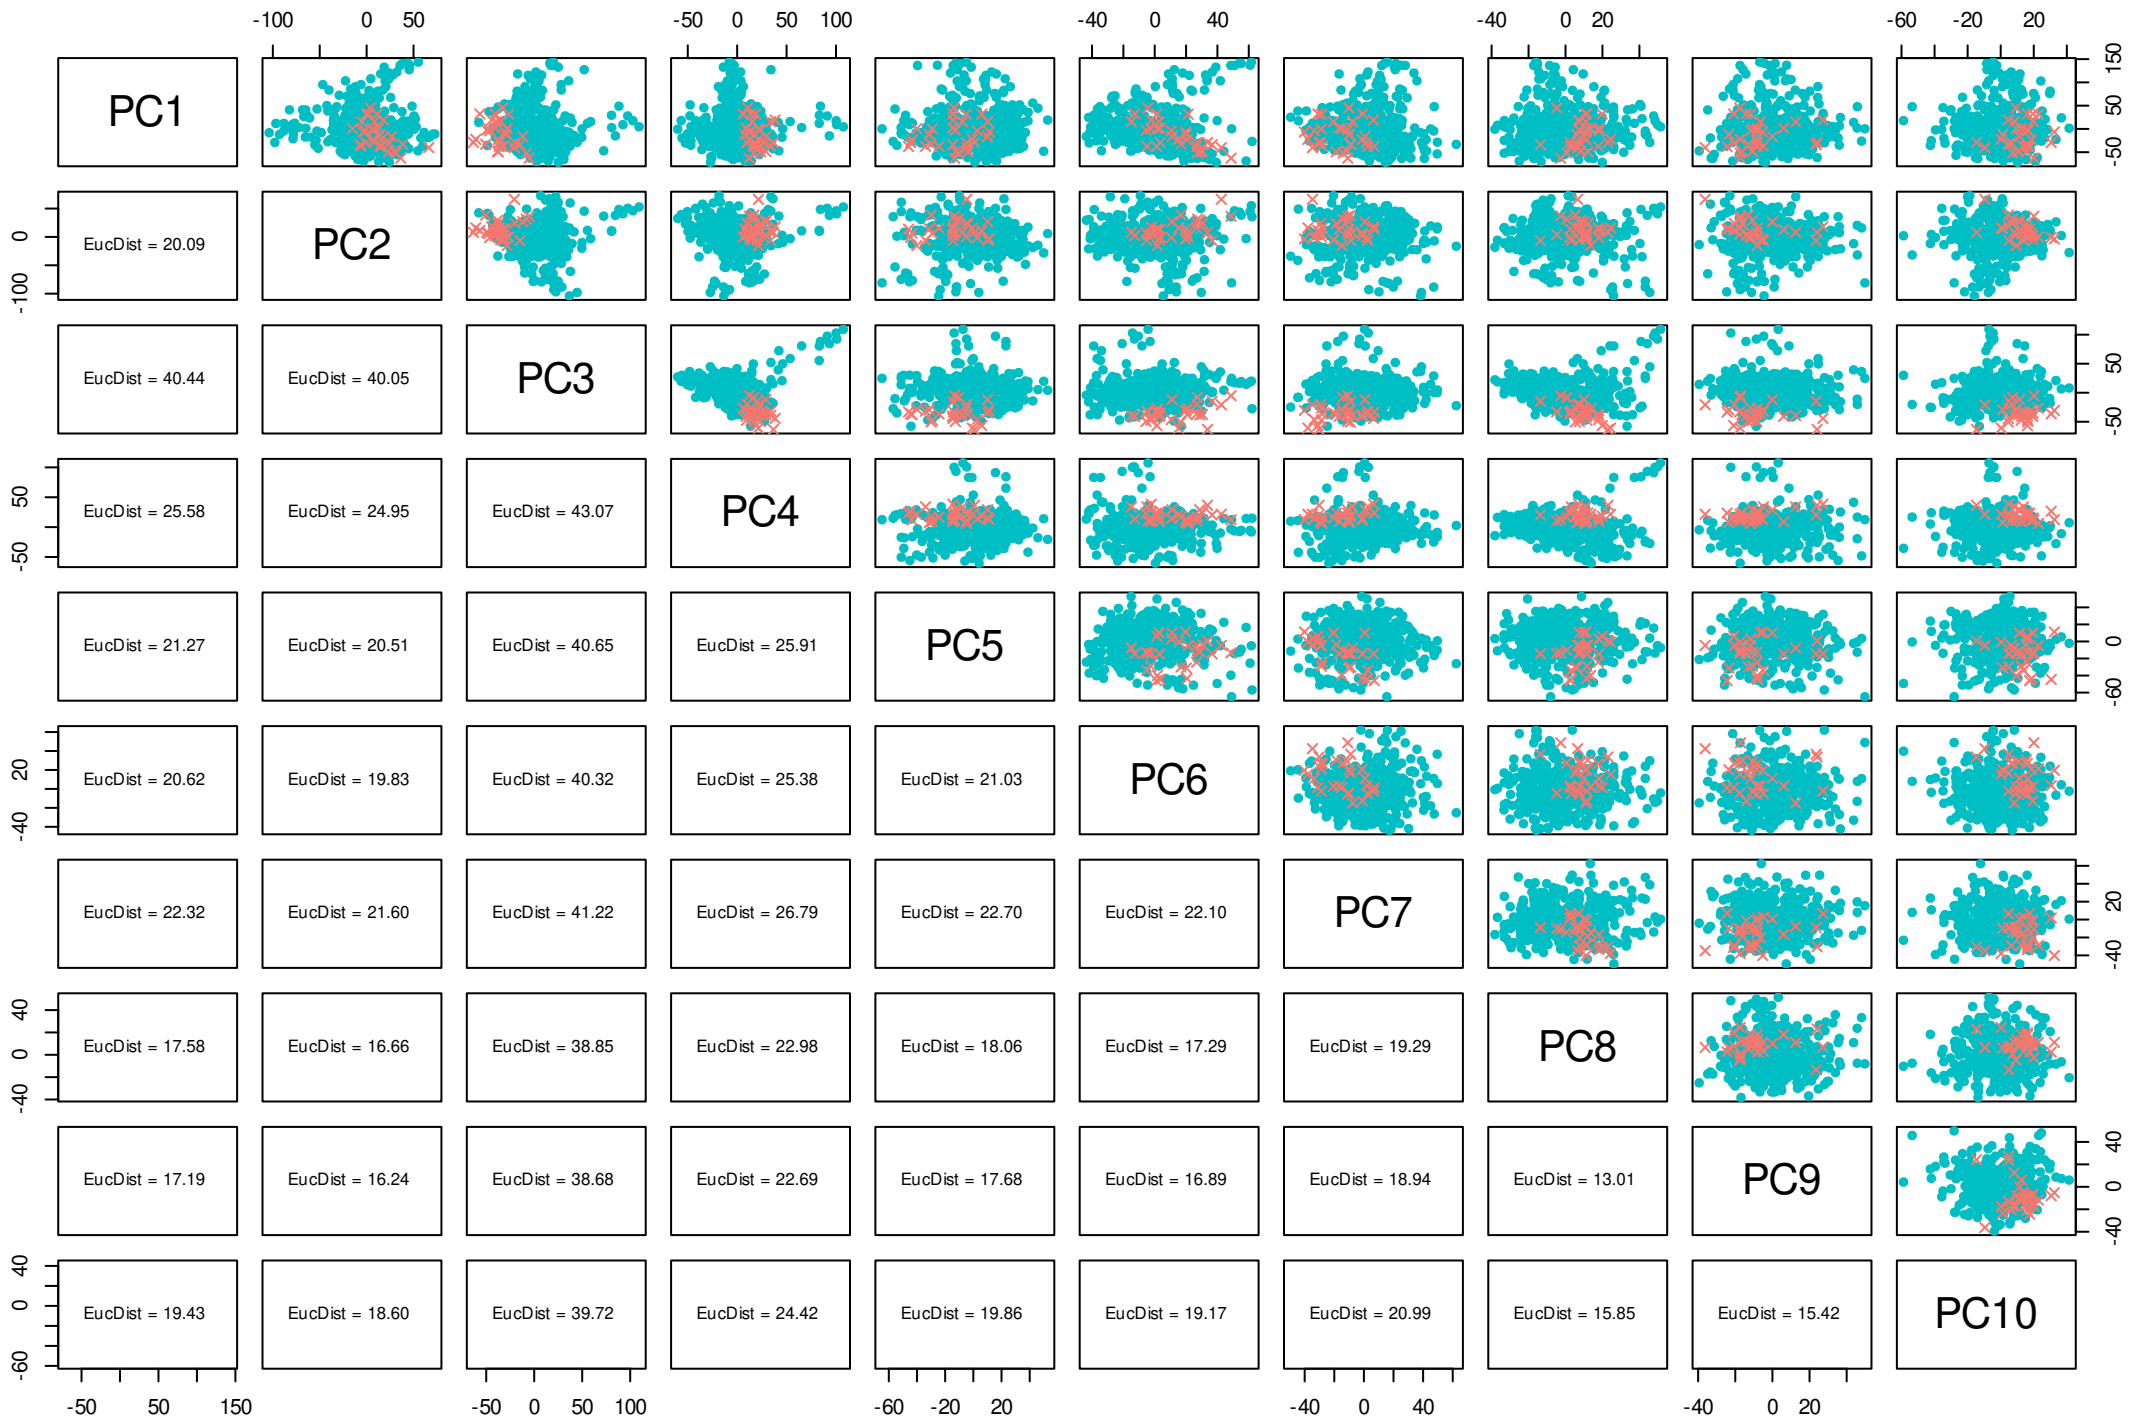 -100 0 50 -50 0 50 100 -40 0 40 -40 0 20 -60 -20 20
PC1 -50 50 150
0 -100 EucDist = 20.09 PC2
EucDist = 40.44 EucDist = 40.05 PC3 -50 50
50 -50 EucDist = 25.58 EucDist = 24.95 EucDist = 43.07 PC4
EucDist = 21.27 EucDist = 20.51 EucDist = 40.65 EucDist = 25.91 PC5 0 -60
20 -40 EucDist = 20.62 EucDist = 19.83 EucDist = 40.32 EucDist = 25.38 EucDist = 21.03 PC6
EucDist = 22.32 EucDist = 21.60 EucDist = 41.22 EucDist = 26.79 EucDist = 22.70 EucDist = 22.10 PC7 20 -40
40 0 -40 EucDist = 17.58 EucDist = 16.66 EucDist = 38.85 EucDist = 22.98 EucDist = 18.06 EucDist = 17.29 EucDist = 19.29 PC8
EucDist = 17.19 EucDist = 16.24 EucDist = 38.68 EucDist = 22.69 EucDist = 17.68 EucDist = 16.89 EucDist = 18.94 EucDist = 13.01 PC9 40 0 -40
40 0 -60 EucDist = 19.43 EucDist = 18.60 EucDist = 39.72 EucDist = 24.42 EucDist = 19.86 EucDist = 19.17 EucDist = 20.99 EucDist = 15.85 EucDist = 15.42 PC10
-50 50 150 -50 0 50 100 -60 -20 20 -40 0 40 -40 0 20